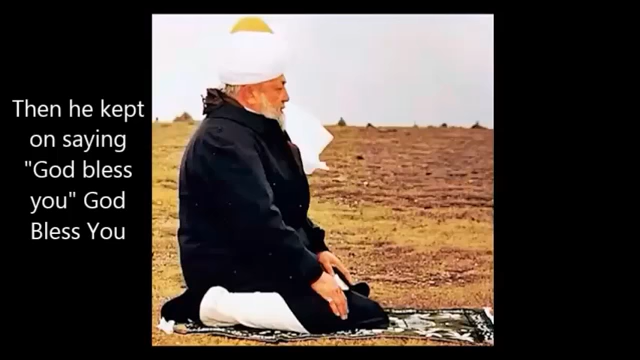 Then he kept
on saying
"God bless
you" God
Bless You